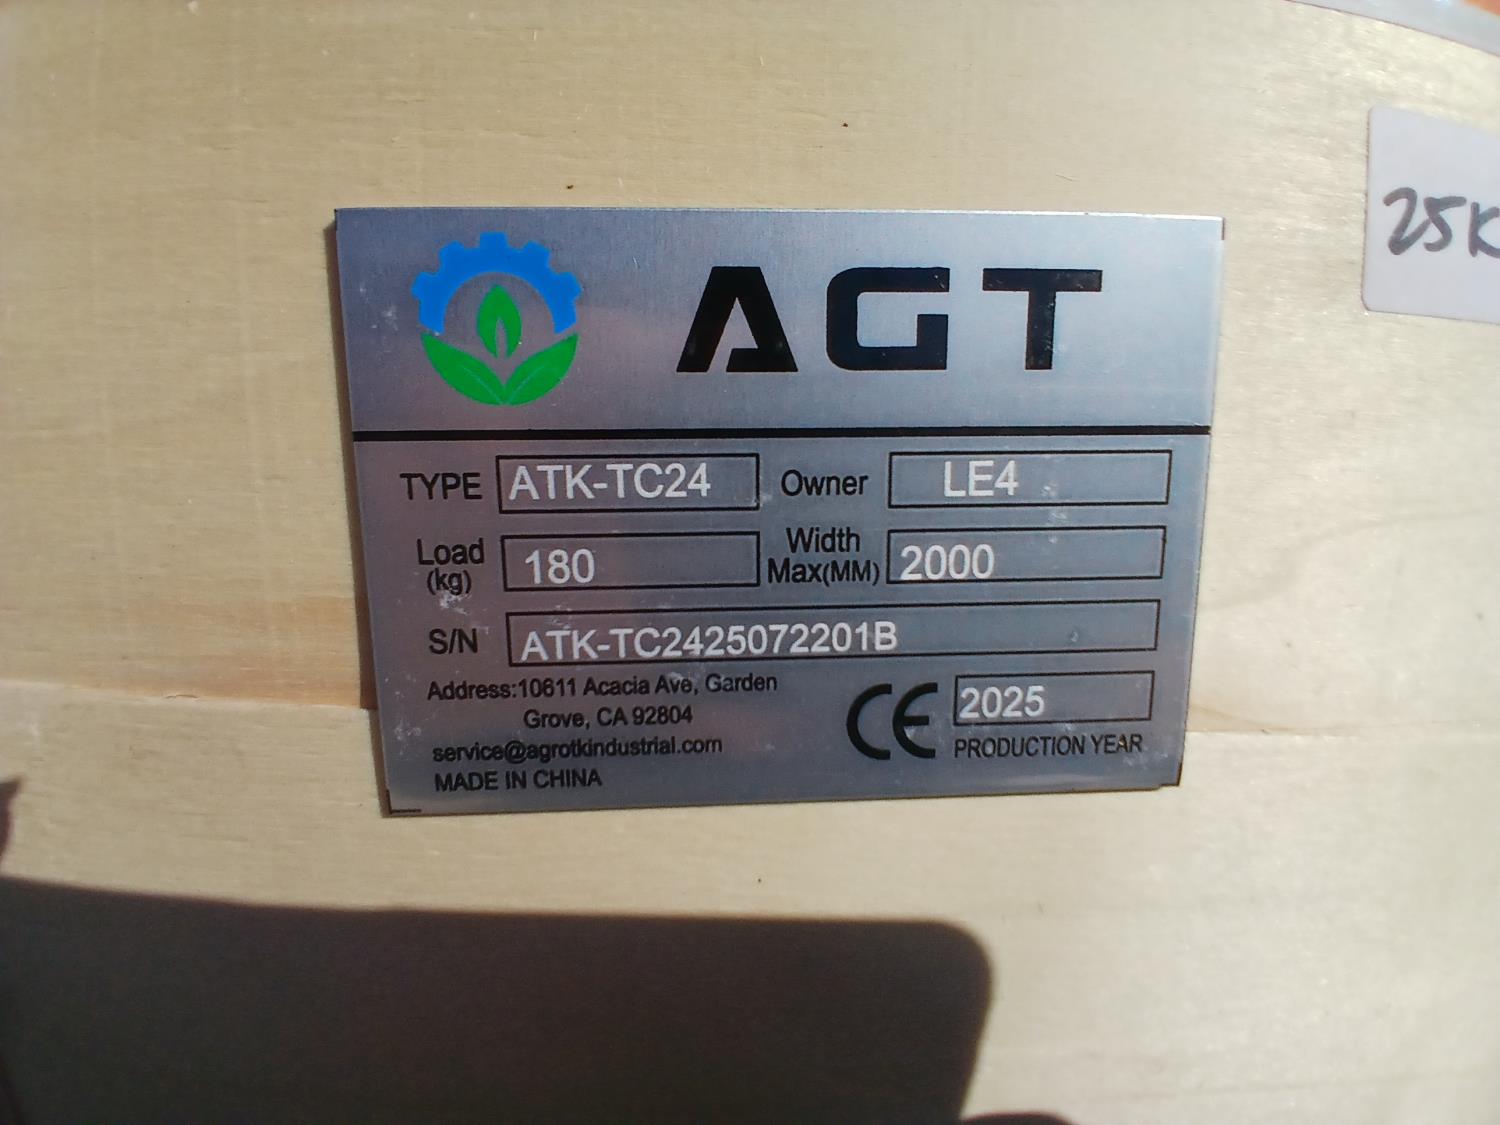 AGT
TYPE ATK-TC24 Owner LE4
Load (kg) 180 Width Max(MM) 2000
S/N ATK-TC2425072201B
Address:10611 Acacia Ave, Garden
Grove, CA 92804
service@agrotkindustrial.com
MADE IN CHINA
CE 2025
PRODUCTION YEAR
25K